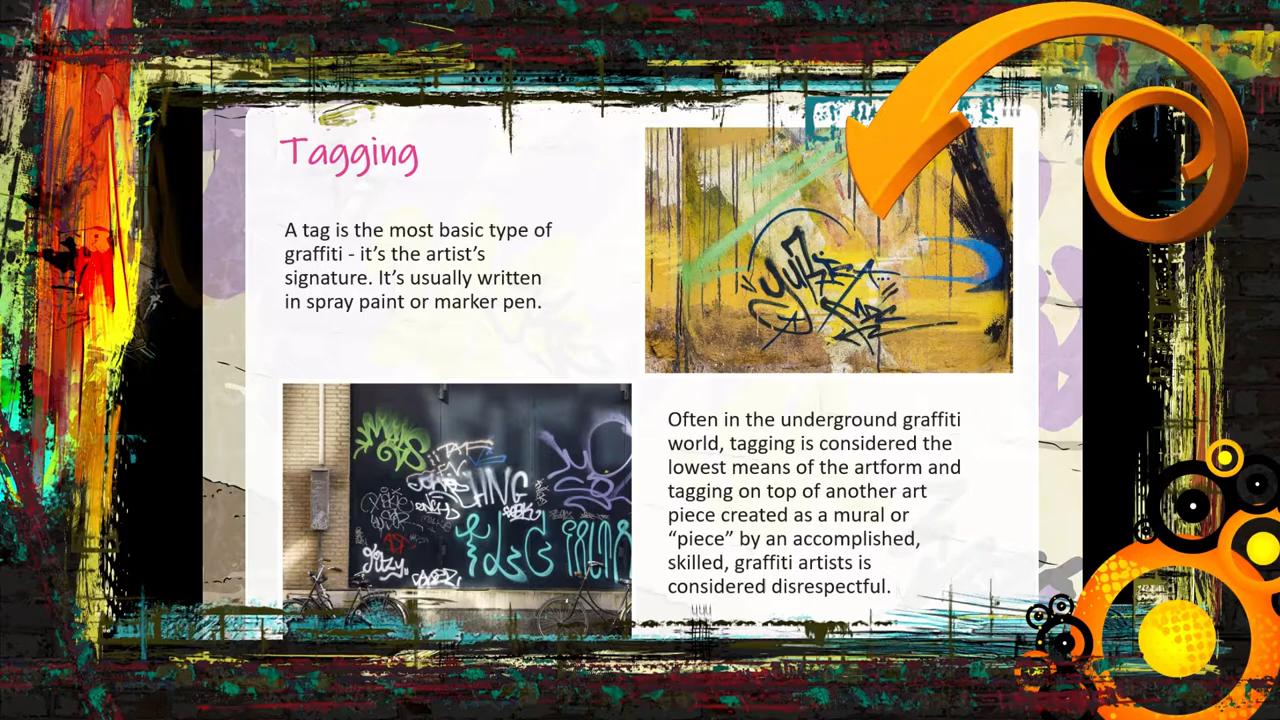 Tagging
A tag is the most basic type of
graffiti - it’s the artist’s
signature. It’s usually written
in spray paint or marker pen.
HNG
Often in the underground graffiti
world, tagging is considered the
lowest means of the artform and
tagging on top of another art
piece created as a mural or
“piece” by an accomplished,
skilled, graffiti artists is
considered disrespectful.